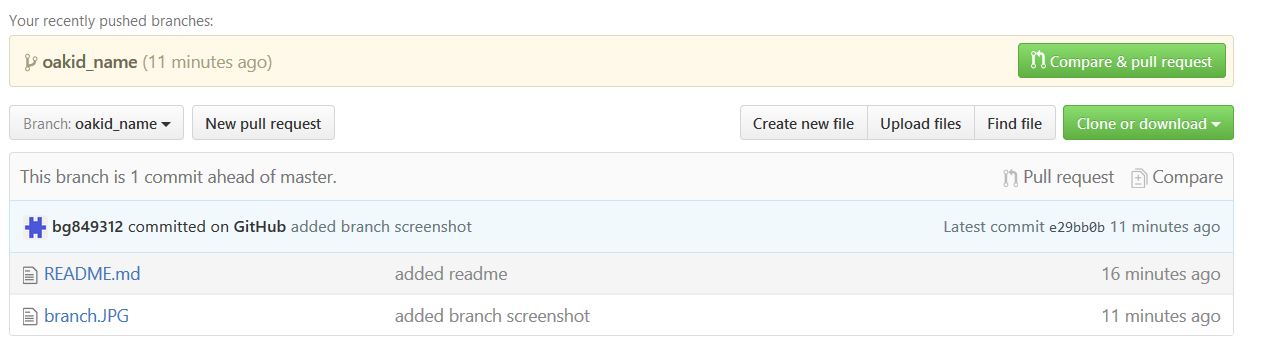 Your recently pushed branches:
oakid_name (11 minutes ago) Compare & pull request
Branch: oakid_name New pull request Create new file Upload files Find file Clone or download
This branch is 1 commit ahead of master. Pull request Compare
bg849312 committed on GitHub added branch screenshot Latest commit e29bb0b 11 minutes ago
README.md added readme 16 minutes ago
branch.JPG added branch screenshot 11 minutes ago